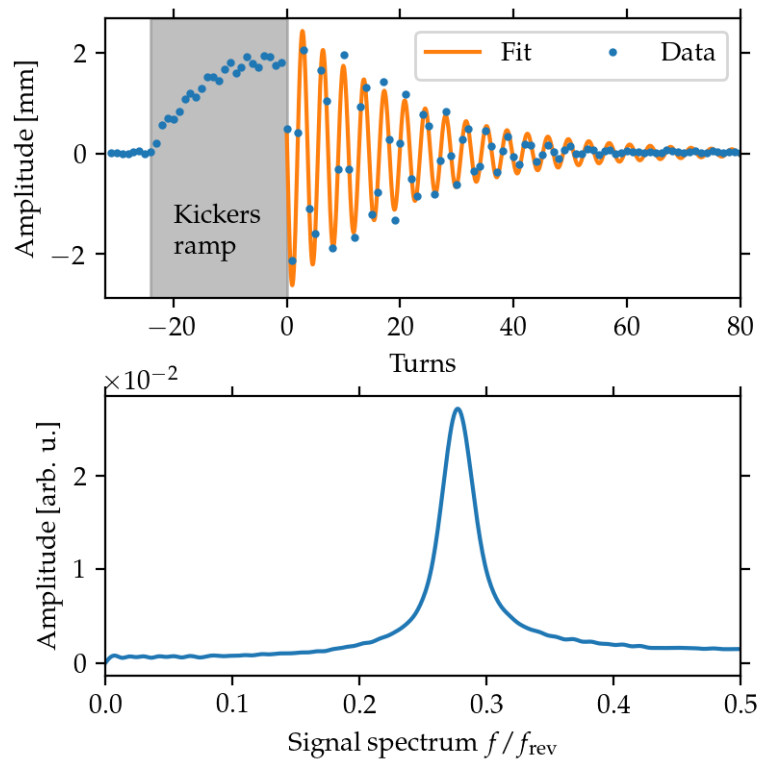 Amplitude [mm]
2
0
−2
Fit
Data
Kickers
ramp
−20
0
20
40
60
80
Turns
×10⁻²
Amplitude [arb. u.]
2
1
0
0.0
0.1
0.2
0.3
0.4
0.5
Signal spectrum f/f_rev